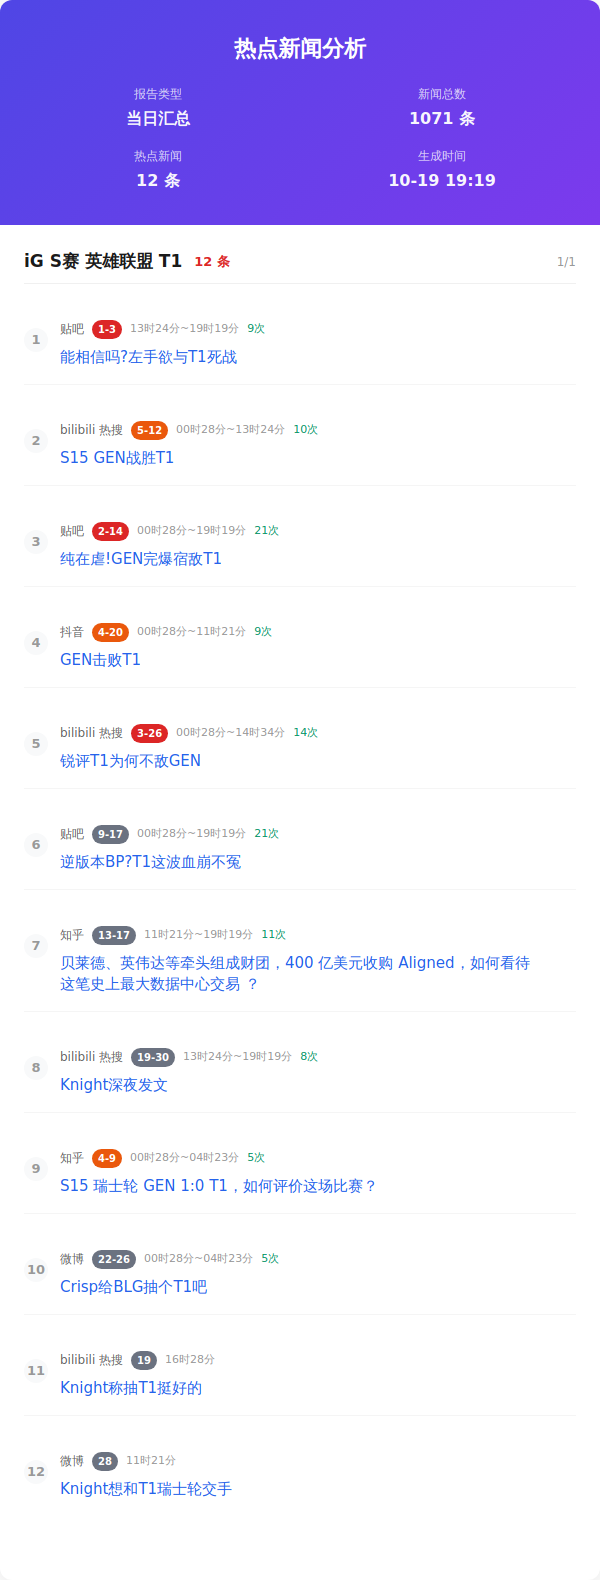 热点新闻分析
报告类型
新闻总数
当日汇总
1071 条
热点新闻
生成时间
12 条
10-19 19:19
iG S赛 英雄联盟 T1 12 条 1/1
1 贴吧 1-3 13时24分~19时19分 9次
能相信吗?左手欲与T1死战
2 bilibili 热搜 5-12 00时28分~13时24分 10次
S15 GEN战胜T1
3 贴吧 2-14 00时28分~19时19分 21次
纯在虐!GEN完爆宿敌T1
4 抖音 4-20 00时28分~11时21分 9次
GEN击败T1
5 bilibili 热搜 3-26 00时28分~14时34分 14次
锐评T1为何不敌GEN
6 贴吧 9-17 00时28分~19时19分 21次
逆版本BP?T1这波血崩不冤
7 知乎 13-17 11时21分~19时19分 11次
贝莱德、英伟达等牵头组成财团，400 亿美元收购 Aligned，如何看待
这笔史上最大数据中心交易 ？
8 bilibili 热搜 19-30 13时24分~19时19分 8次
Knight深夜发文
9 知乎 4-9 00时28分~04时23分 5次
S15 瑞士轮 GEN 1:0 T1，如何评价这场比赛？
10 微博 22-26 00时28分~04时23分 5次
Crisp给BLG抽个T1吧
11 bilibili 热搜 19 16时28分
Knight称抽T1挺好的
12 微博 28 11时21分
Knight想和T1瑞士轮交手